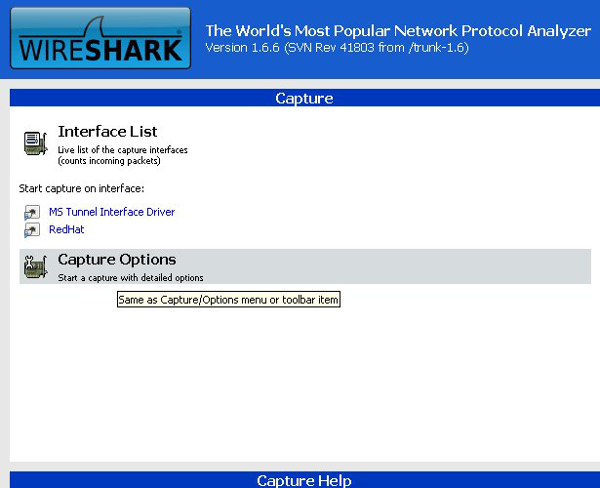 WIRESHARK
The World's Most Popular Network Protocol Analyzer
Version 1.6.6 (SVN Rev 41803 from /trunk-1.6)
Capture
Interface List
Live list of the capture interfaces
(counts incoming packets)
Start capture on interface:
MS Tunnel Interface Driver
RedHat
Capture Options
Start a capture with detailed options
Same as Capture/Options menu or toolbar item
Capture Help